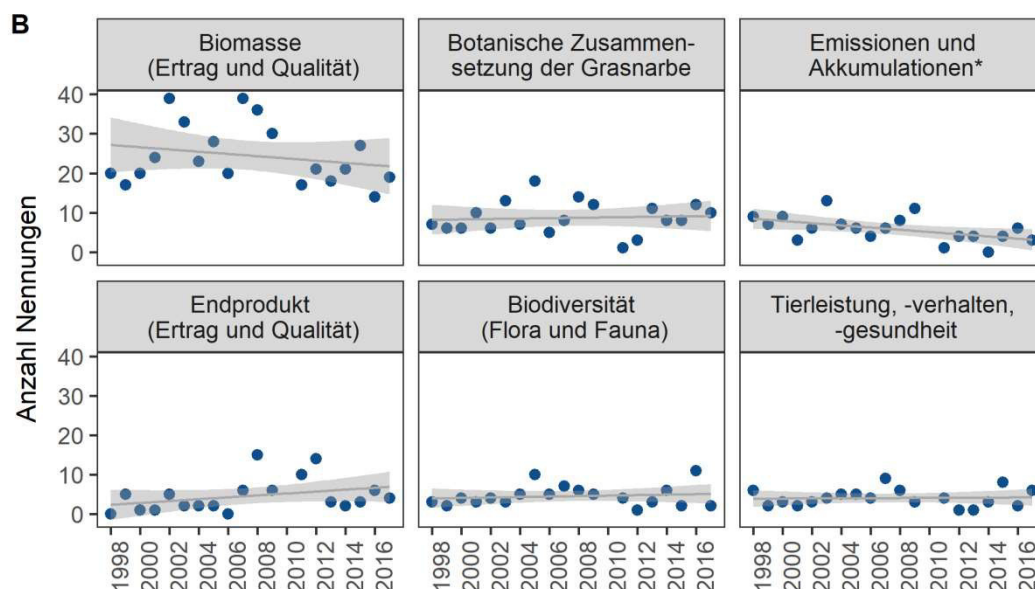 B
Biomasse
(Ertrag und Qualität)
Botanische Zusammen-
setzung der Grasnarbe
Emissionen und
Akkumulationen*
40
30
20
10
0
Endprodukt
(Ertrag und Qualität)
Biodiversität
(Flora und Fauna)
Tierleistung, -verhalten,
-gesundheit
Anzahl Nennungen
40
30
20
10
0
1998
2000
2002
2004
2006
2008
2010
2012
2014
2016
1998
2000
2002
2004
2006
2008
2010
2012
2014
2016
1998
2000
2002
2004
2006
2008
2010
2012
2014
2016